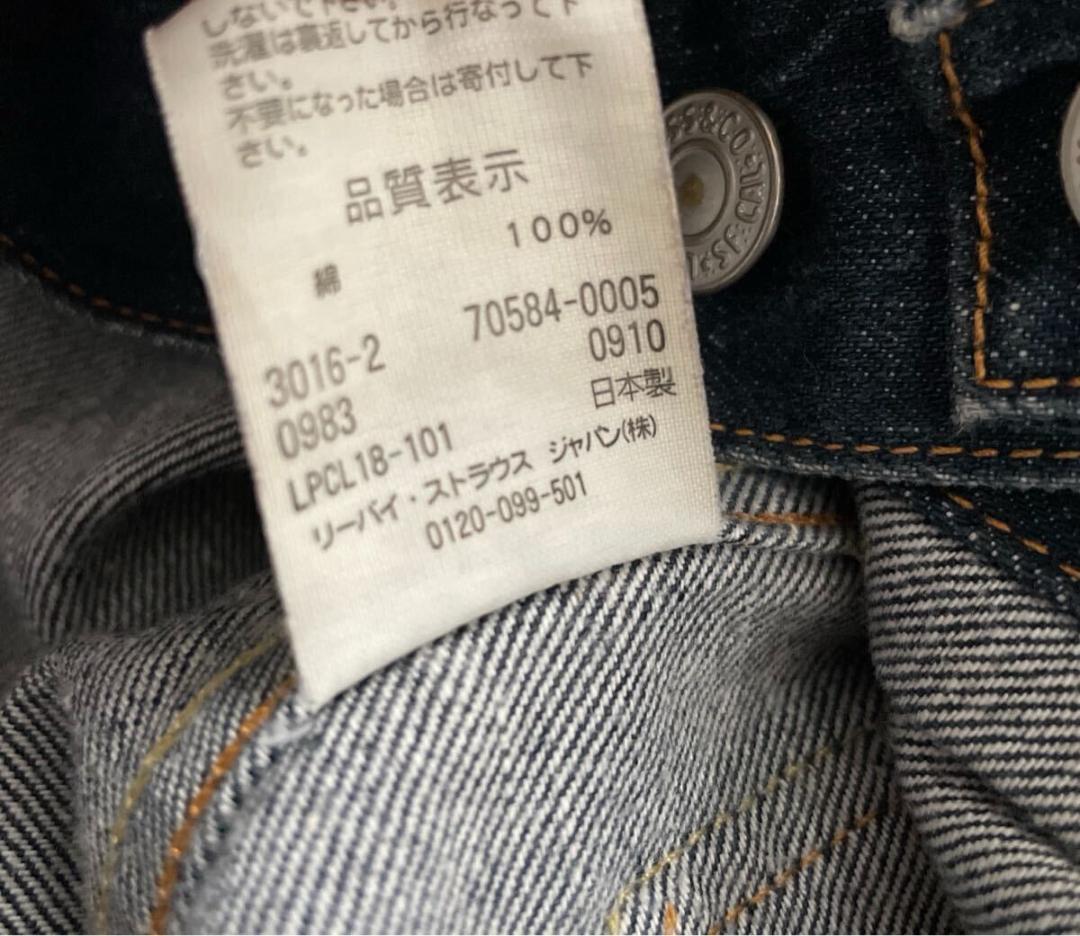 しないで下さい。
洗濯は裏返してから行なって下
さい。
不要になった場合は寄付して下
さい。
品質表示
綿 100%
3016-2 70584-0005
0983 0910
LPCL18-101 日本製
リーバイ・ストラウス ジャパン(株)
0120-099-501
SS&CO. S.F. CAL